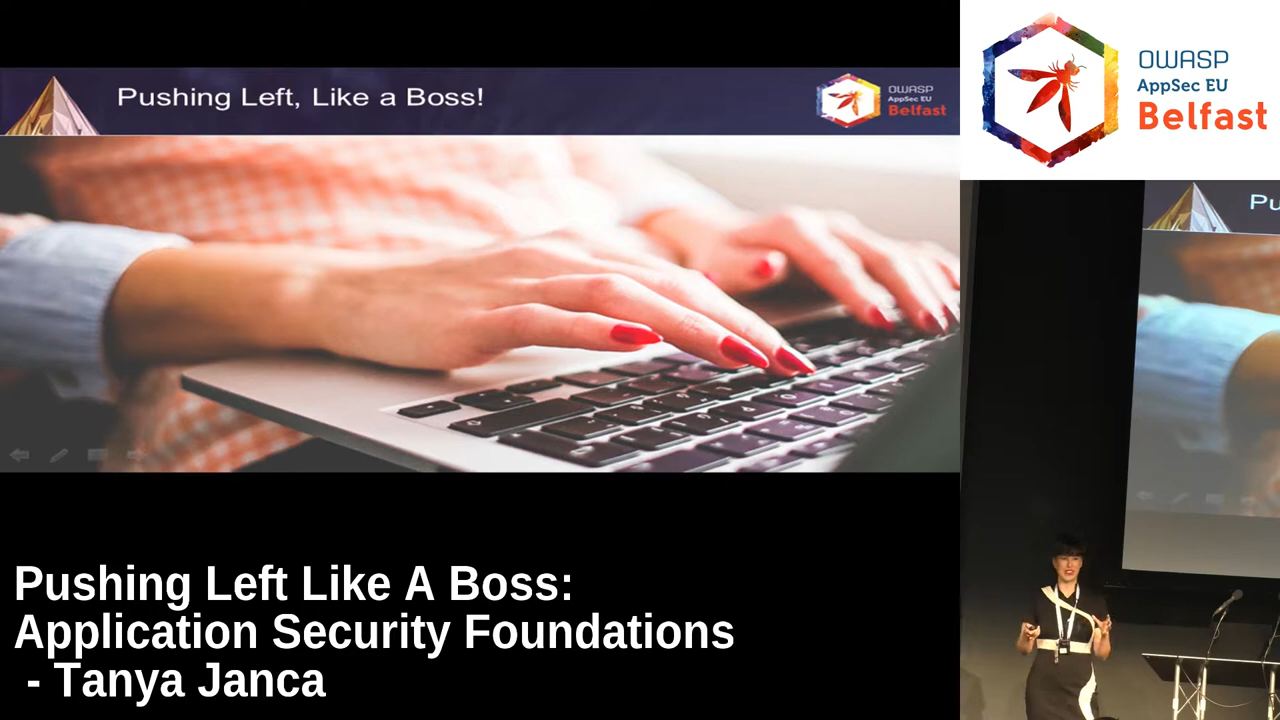 Pushing Left, Like a Boss!
OWASP
AppSec EU
Belfast
OWASP
AppSec EU
Belfast
Pu
Pushing Left Like A Boss:
Application Security Foundations
- Tanya Janca